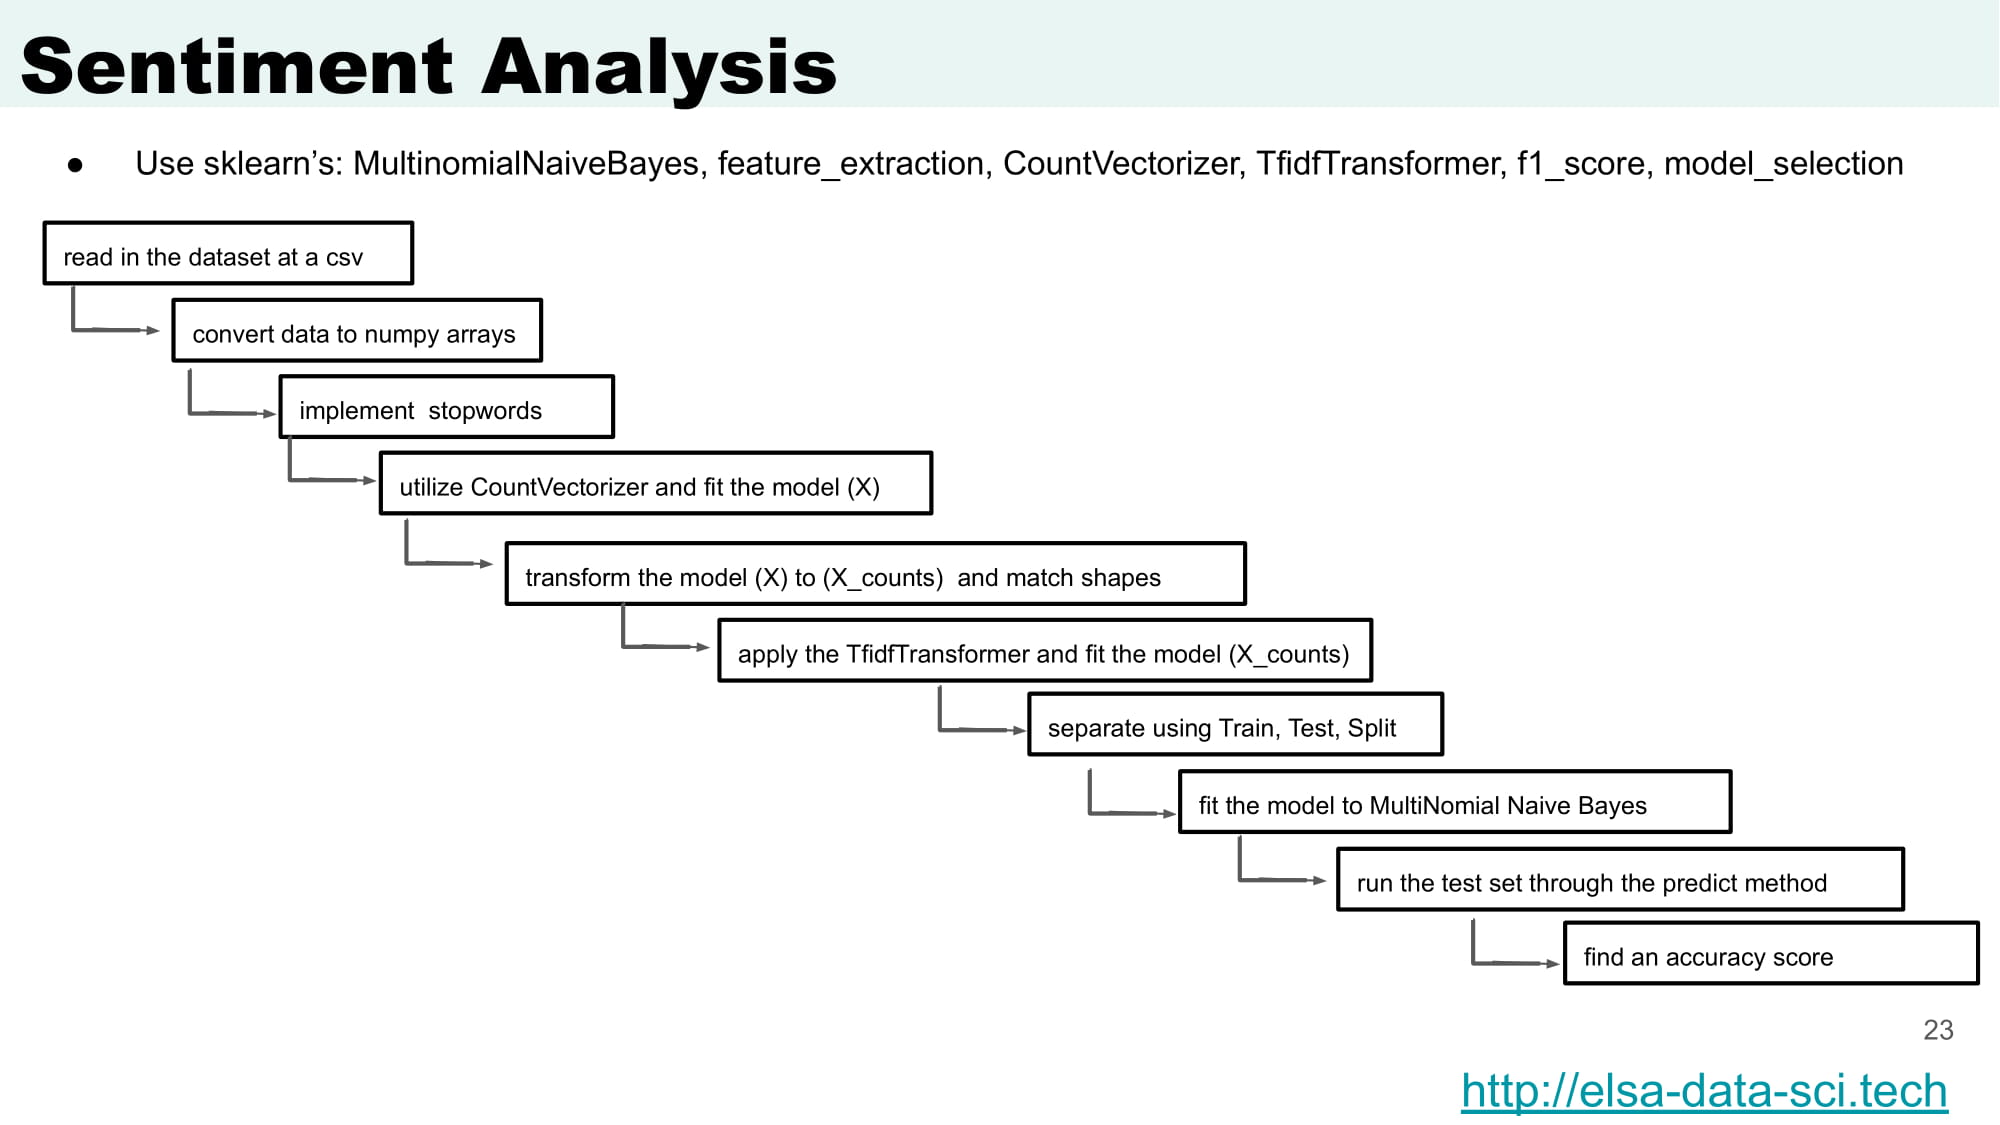 Sentiment Analysis
● Use sklearn’s: MultinomialNaiveBayes, feature_extraction, CountVectorizer, TfidfTransformer, f1_score, model_selection
read in the dataset at a csv
convert data to numpy arrays
implement  stopwords
utilize CountVectorizer and fit the model (X)
transform the model (X) to (X_counts)  and match shapes
apply the TfidfTransformer and fit the model (X_counts)
separate using Train, Test, Split
fit the model to MultiNomial Naive Bayes
run the test set through the predict method
find an accuracy score
23
http://elsa-data-sci.tech